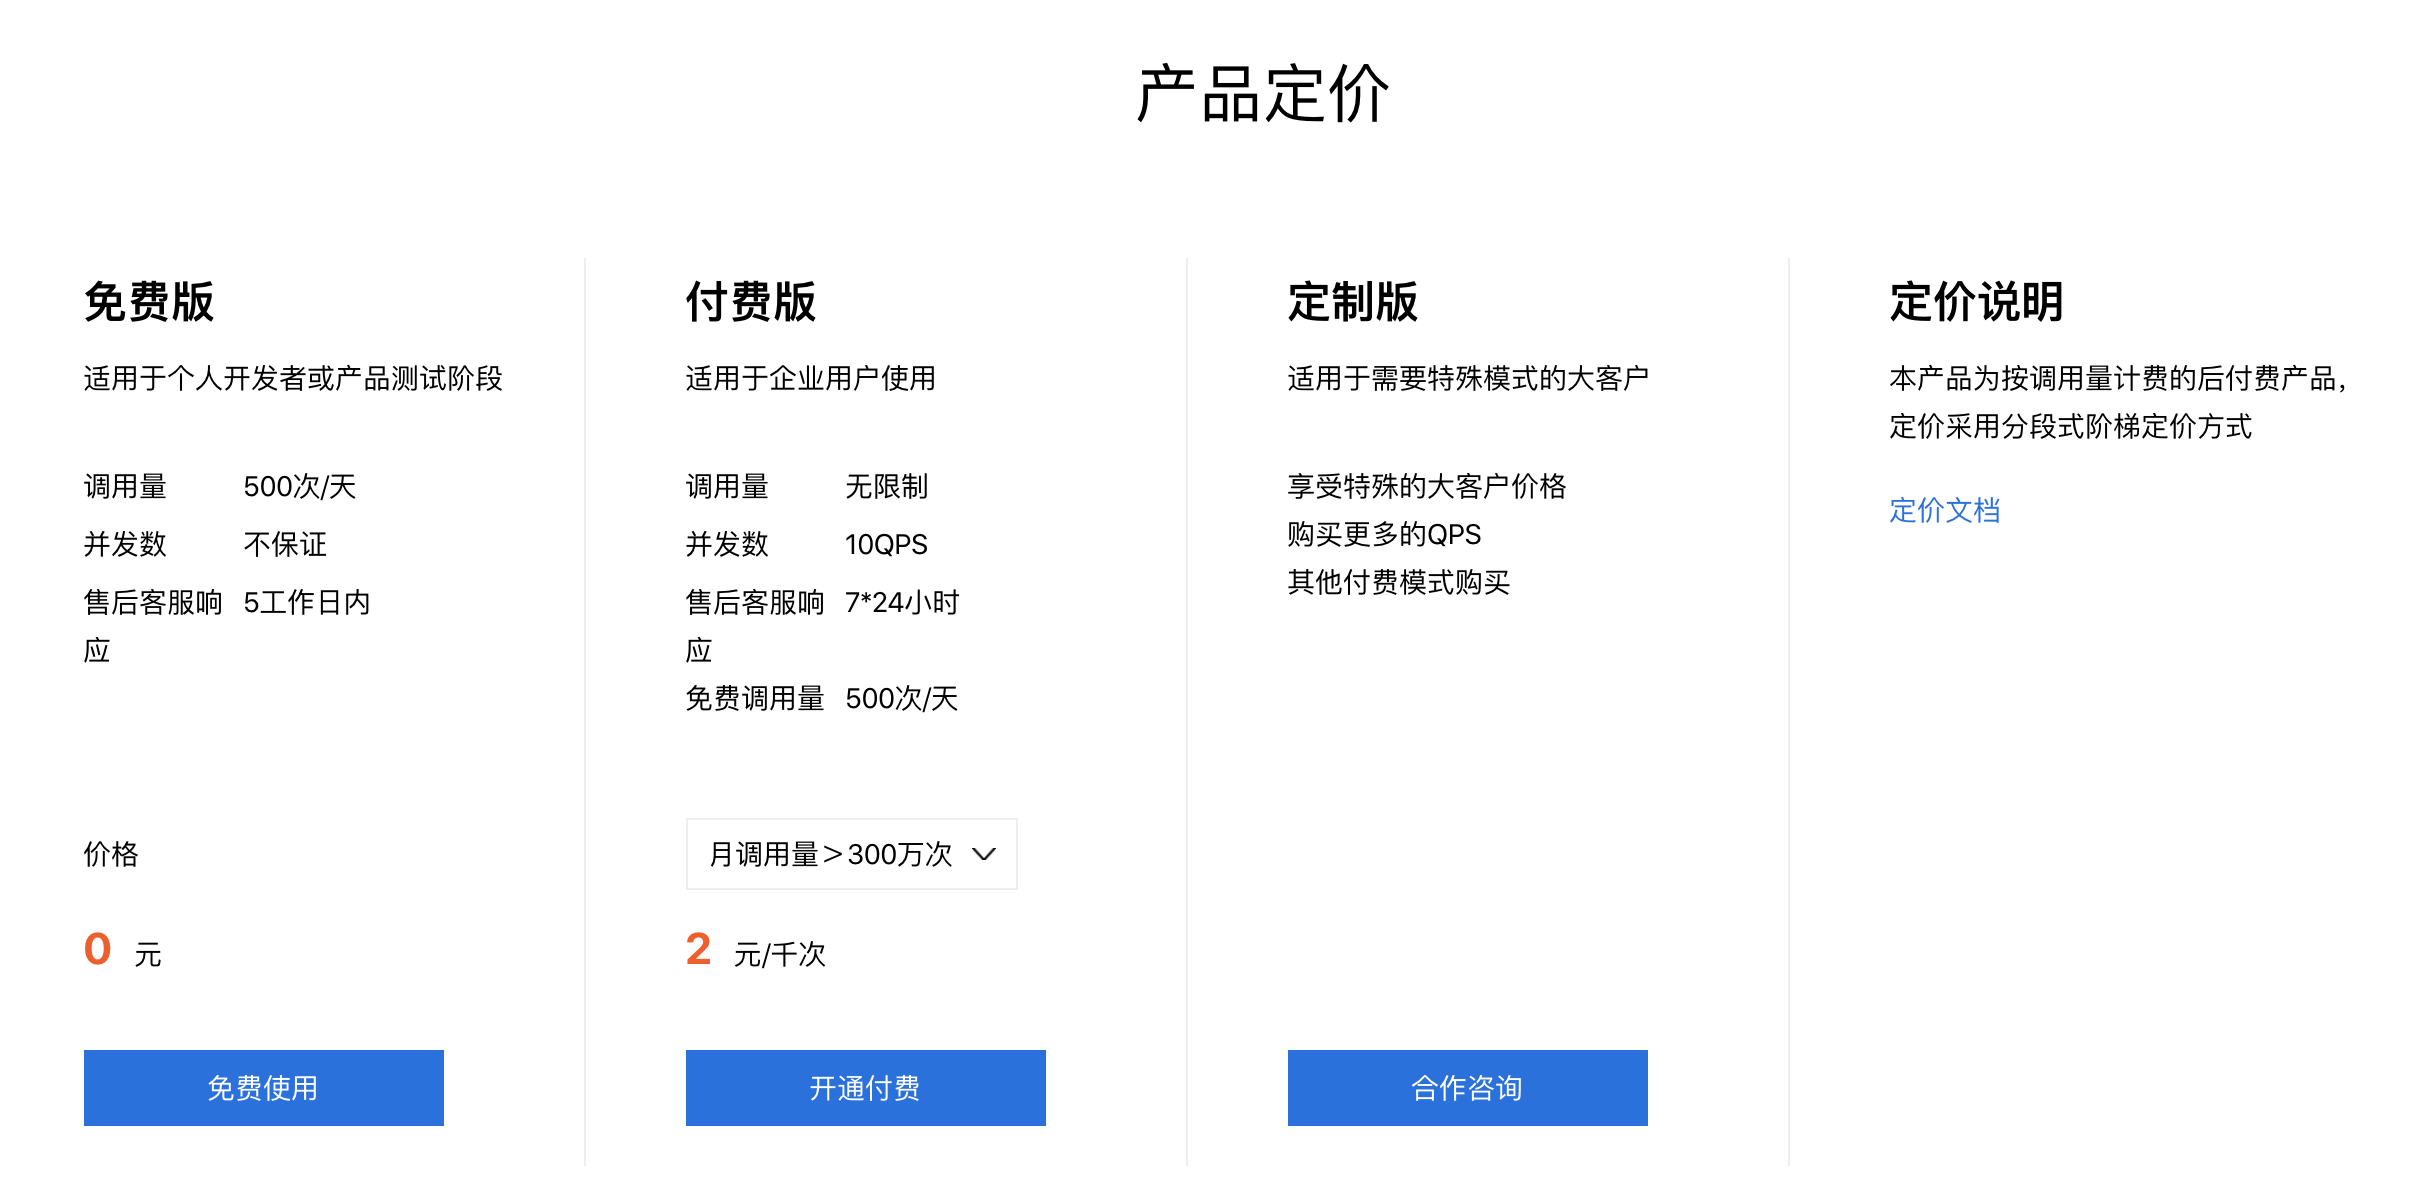 产品定价
免费版
适用于个人开发者或产品测试阶段
调用量 500次/天
并发数 不保证
售后客服响 5工作日内
应
价格
0 元
免费使用
付费版
适用于企业用户使用
调用量 无限制
并发数 10QPS
售后客服响 7*24小时
应
免费调用量 500次/天
月调用量＞300万次
2 元/千次
开通付费
定制版
适用于需要特殊模式的大客户
享受特殊的大客户价格
购买更多的QPS
其他付费模式购买
合作咨询
定价说明
本产品为按调用量计费的后付费产品，
定价采用分段式阶梯定价方式
定价文档